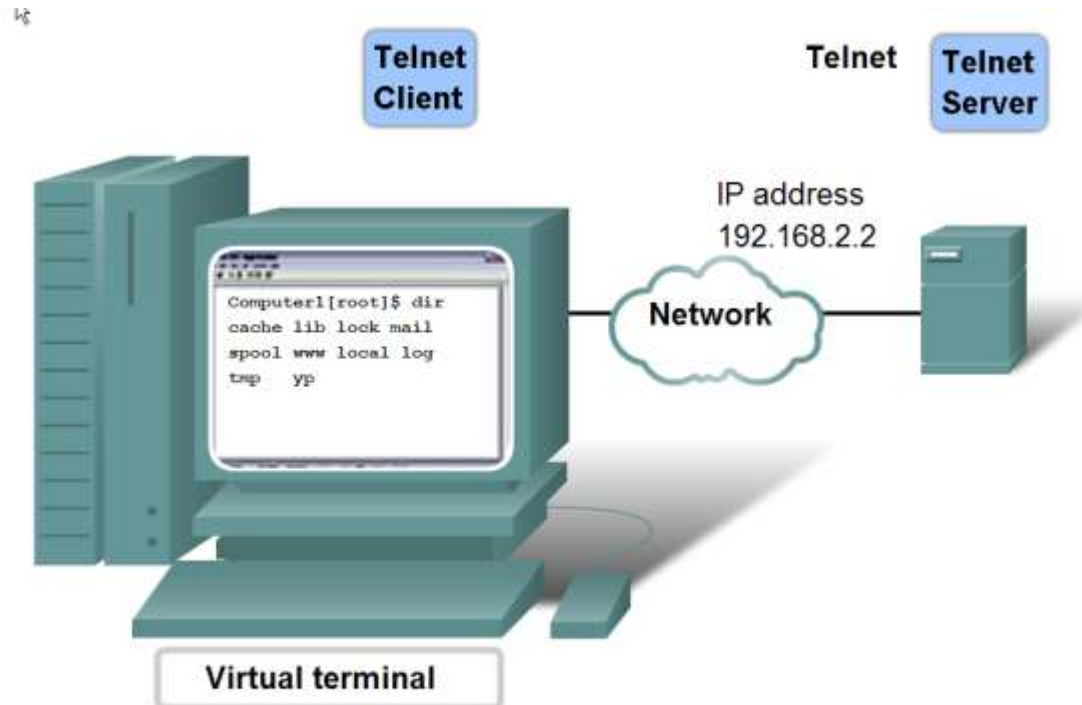 Telnet
Client
Telnet
Telnet
Server
IP address
192.168.2.2
Network
Computer1[root]$ dir
cache lib lock mail
spool www local log
tmp yp
Virtual terminal